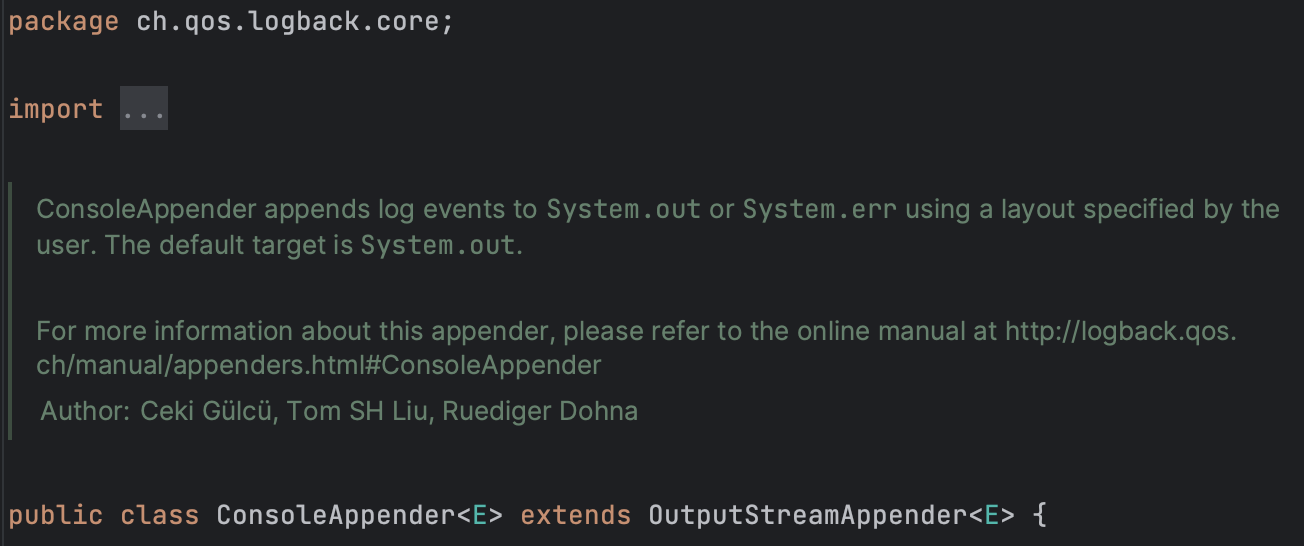 package ch.qos.logback.core;
import ...
ConsoleAppender appends log events to System.out or System.err using a layout specified by the
user. The default target is System.out.
For more information about this appender, please refer to the online manual at http://logback.qos.
ch/manual/appenders.html#ConsoleAppender
Author: Ceki Gülcü, Tom SH Liu, Ruediger Dohna
public class ConsoleAppender<E> extends OutputStreamAppender<E> {